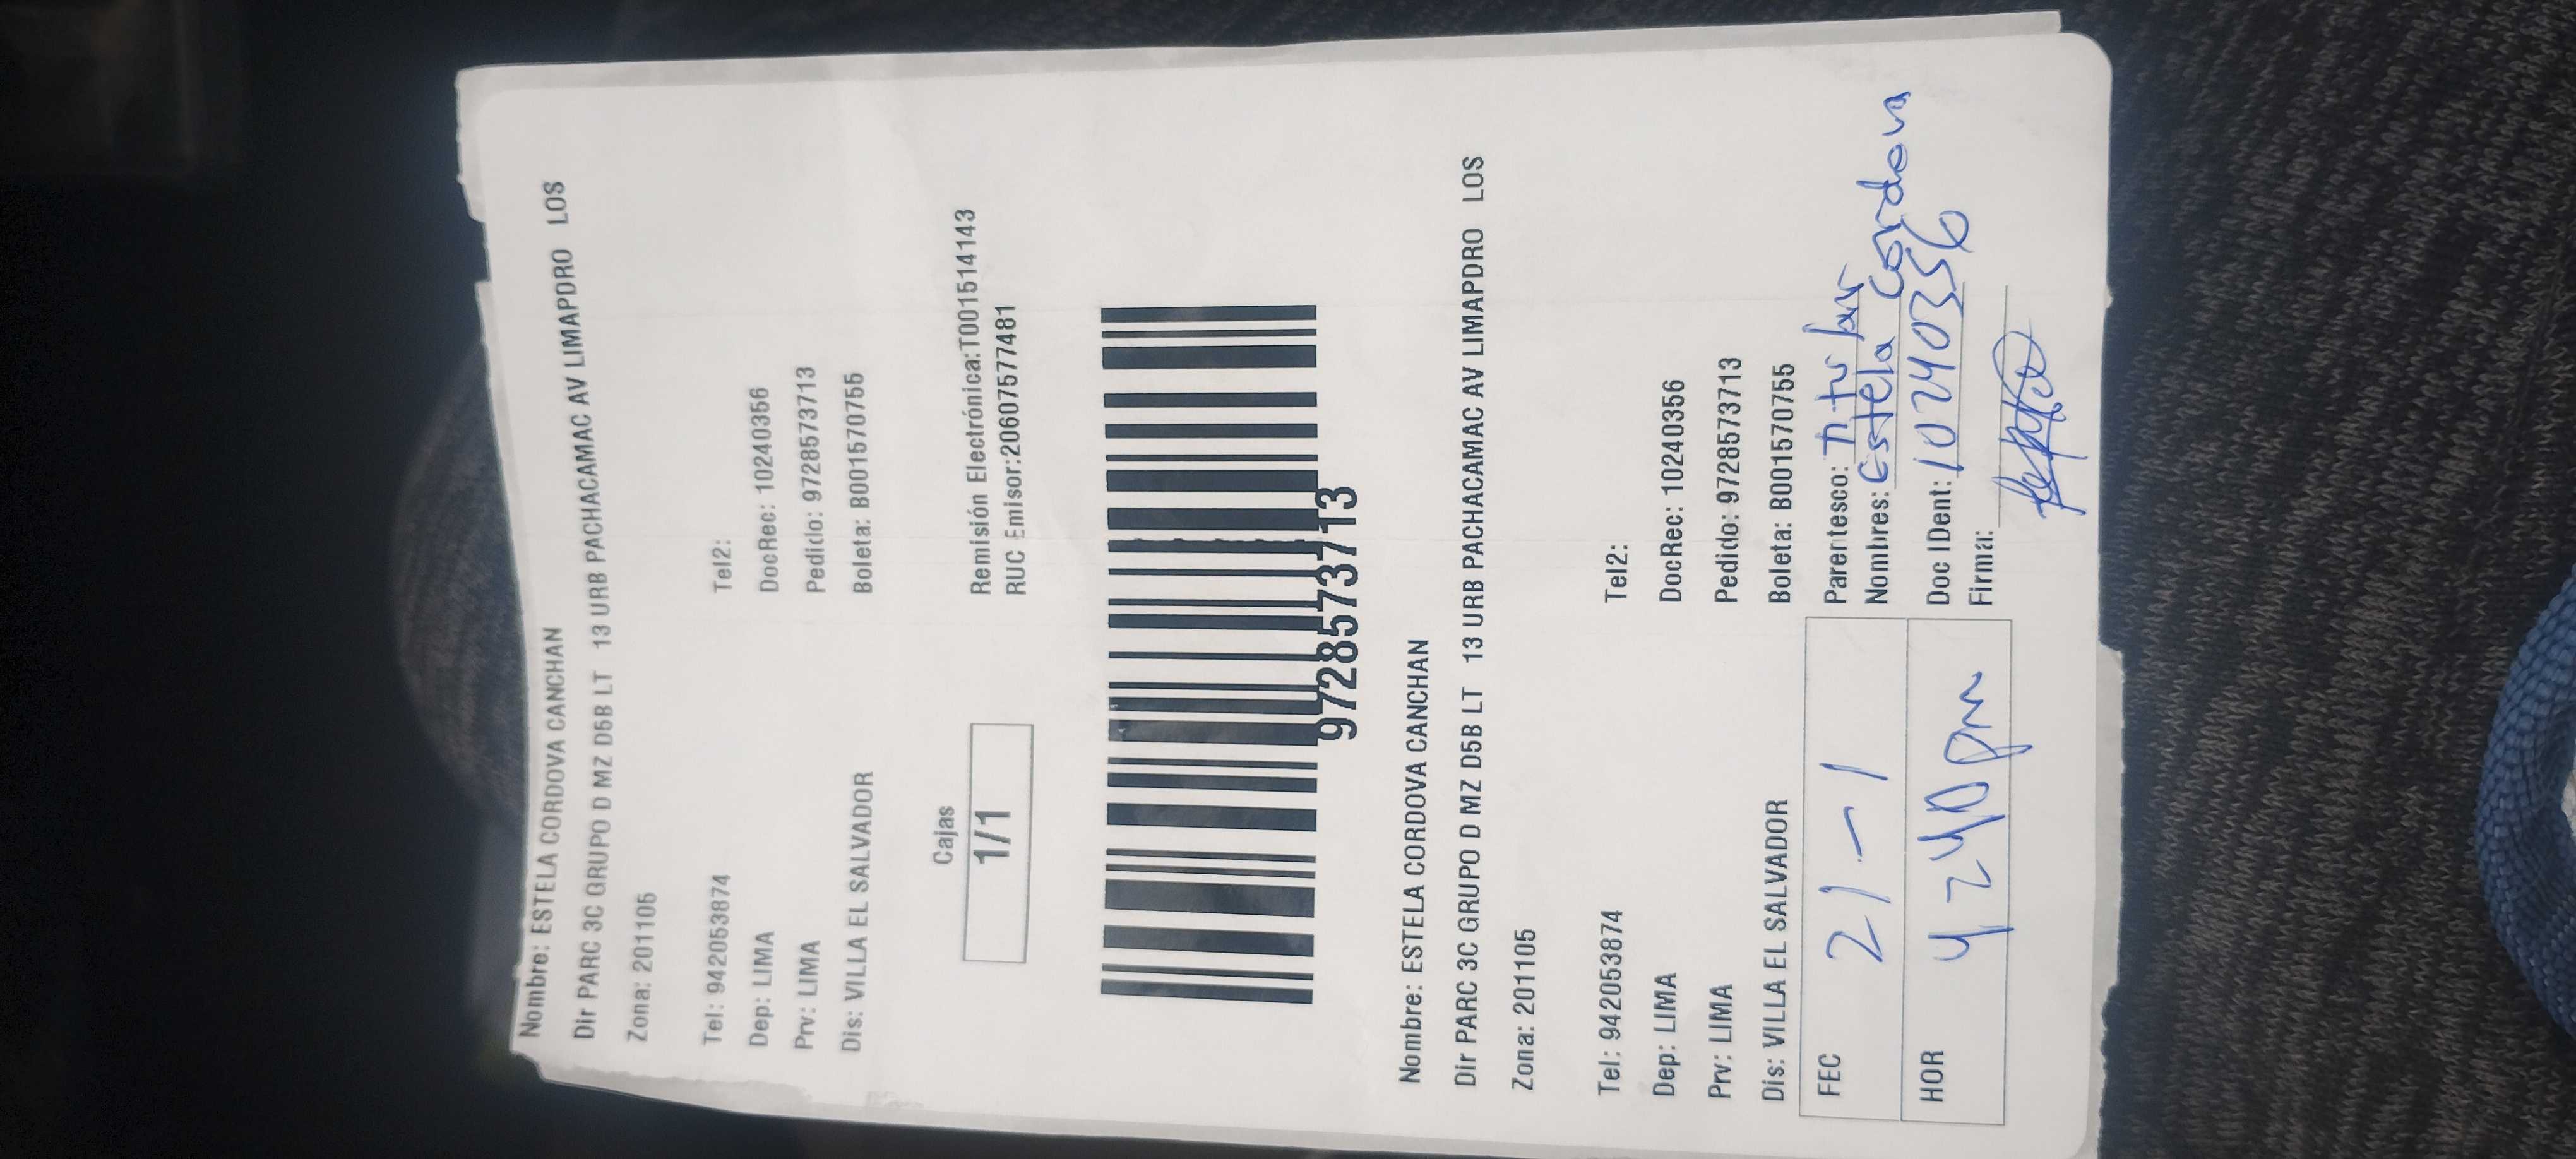 Nombre: ESTELA CORDOVA CANCHAN
Dir PARC 3C GRUPO D MZ D5B LT 13 URB PACHACAMAC AV LIMAPDRO LOS
Zona: 201105
Tel: 942053874 Tel2:
Dep: LIMA DocRec: 10240356
Prv: LIMA Pedido: 9728573713
Dis: VILLA EL SALVADOR Boleta: B001570755
Cajas
1/1
Remisión Electrónica:T001514143
RUC Emisor:20607577481
9728573713
Nombre: ESTELA CORDOVA CANCHAN
Dir PARC 3C GRUPO D MZ D5B LT 13 URB PACHACAMAC AV LIMAPDRO LOS
Zona: 201105
Tel: 942053874 Tel2:
Dep: LIMA DocRec: 10240356
Prv: LIMA Pedido: 9728573713
Dis: VILLA EL SALVADOR Boleta: B001570755
FEC 21-1
HOR 4:40 pm
Parentesco: titular
Nombres: Estela Cordova
Doc IDent: 10240356
Firma: